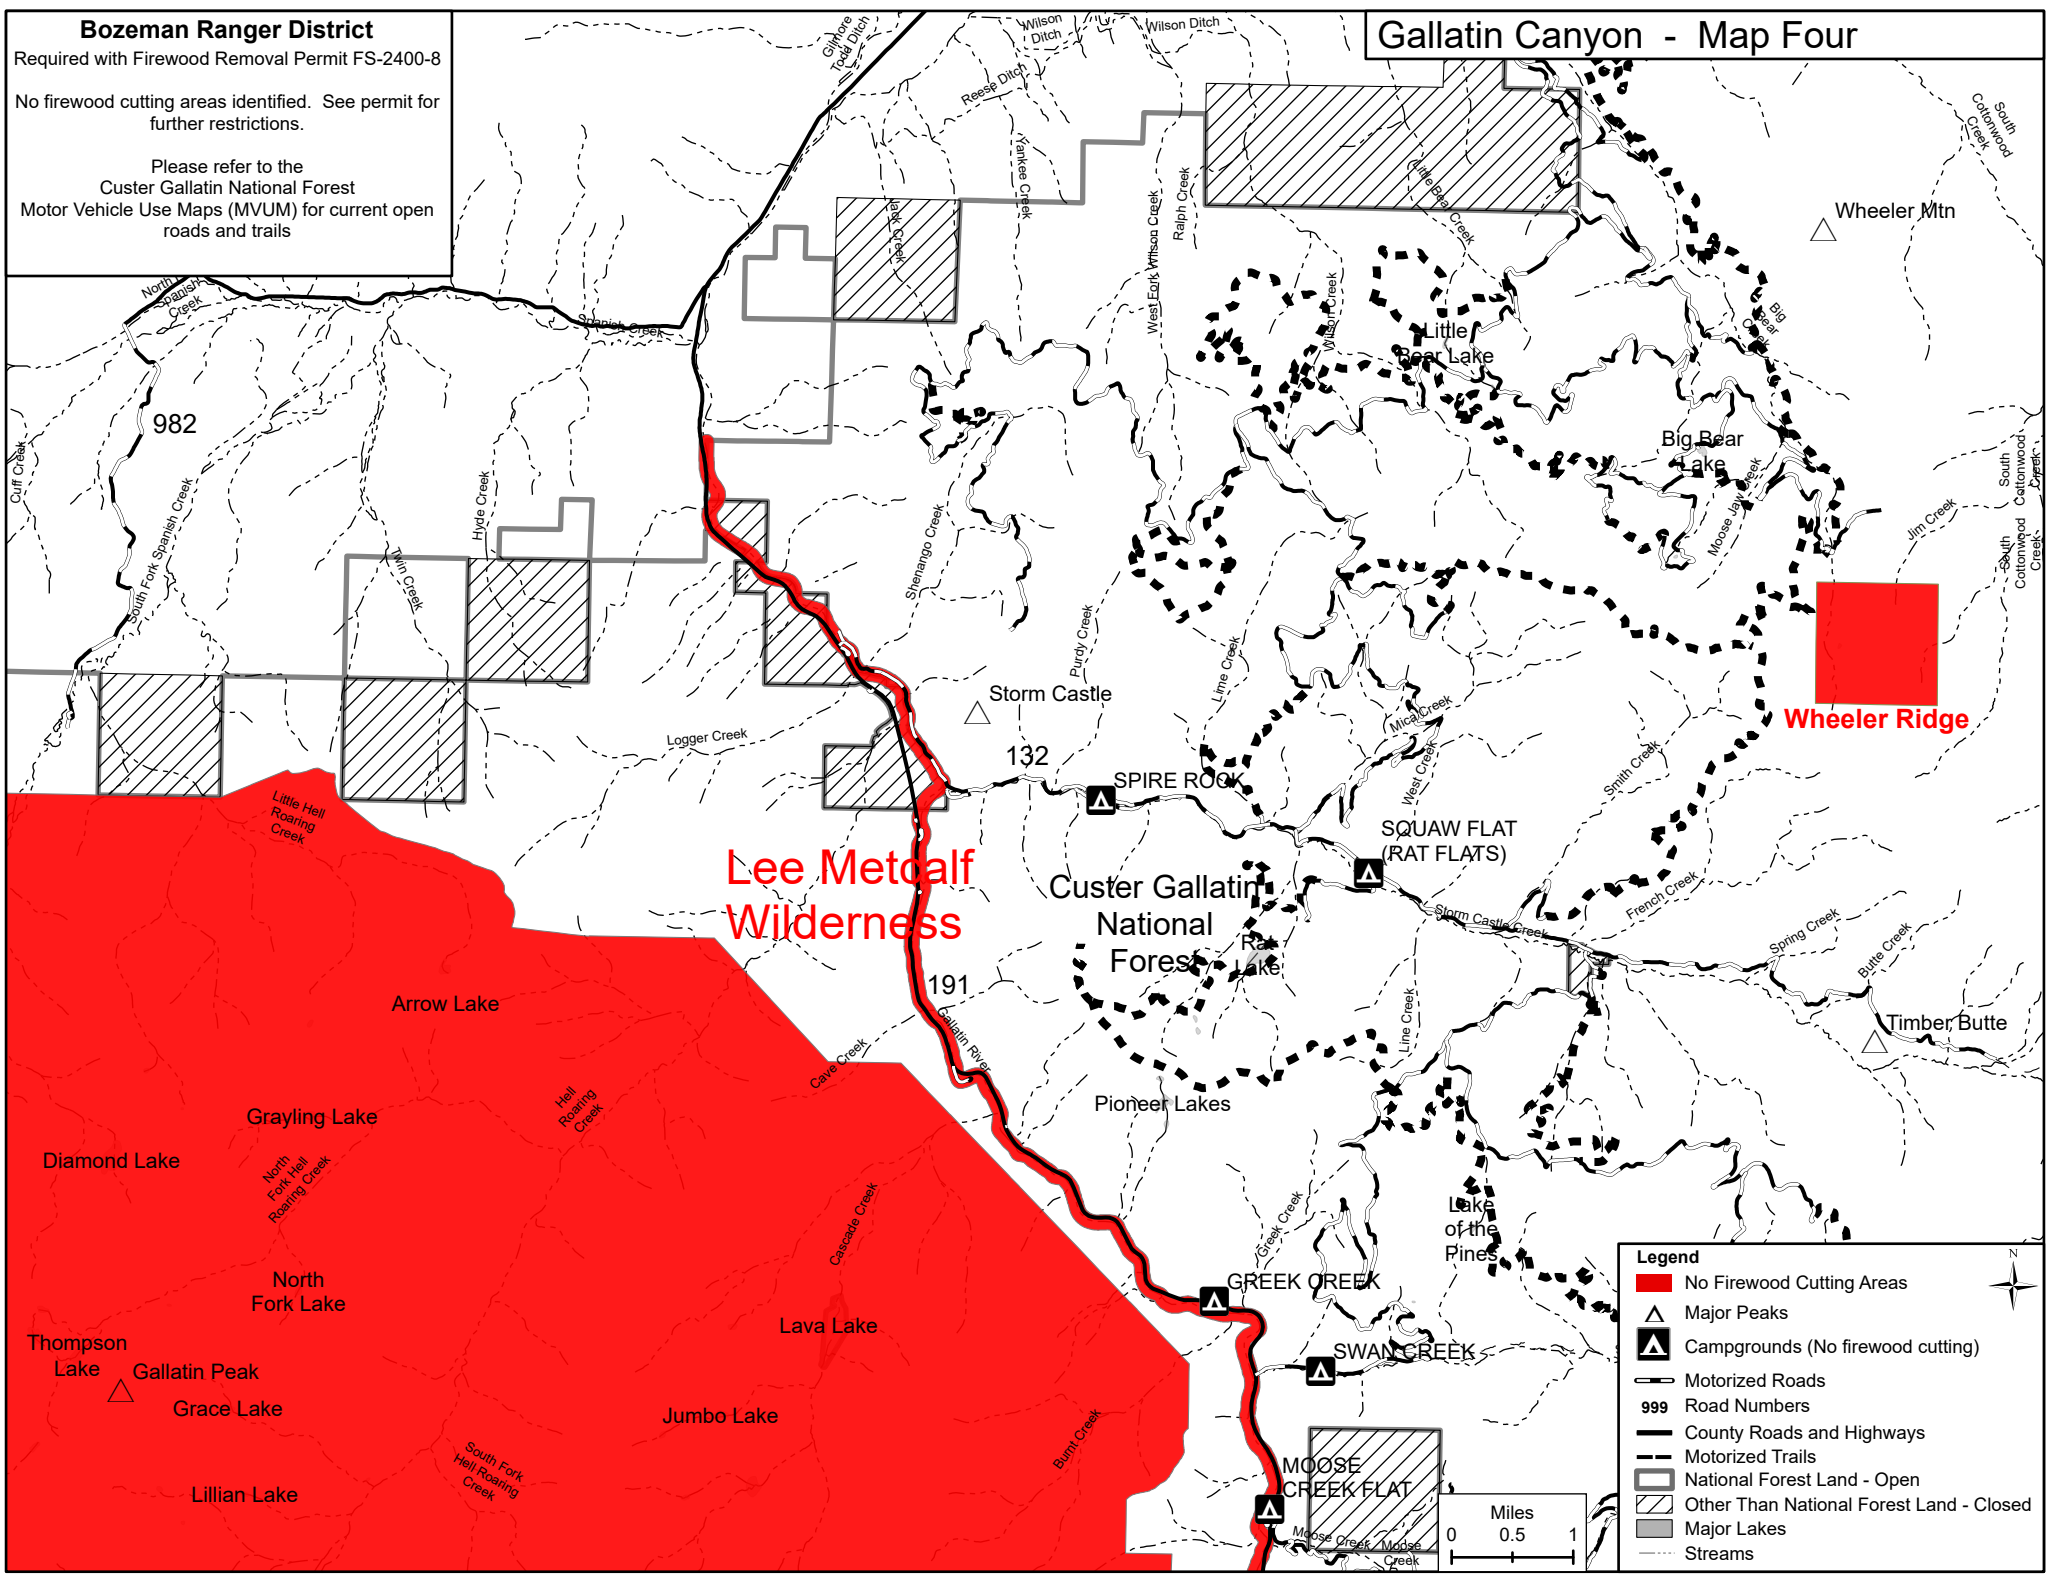 Bozeman Ranger District
Required with Firewood Removal Permit FS-2400-8
No firewood cutting areas identified.  See permit for
further restrictions.
Please refer to the
Custer Gallatin National Forest
Motor Vehicle Use Maps (MVUM) for current open
roads and trails
Gallatin Canyon  -  Map Four
Gilmore
Todd Ditch
Wilson
Ditch
Wilson Ditch
Reese Ditch
South
Cottonwood
Creek
Yankee Creek
Jack Creek
Ralph Creek
West Fork Wilson Creek
Little Bear Creek
Wheeler Mtn
North
Spanish
Creek
Spanish Creek
Wilson Creek
Little
Bear Lake
Big
Bear
Creek
982
Cuff Creek
South Fork Spanish Creek
Hyde Creek
Twin Creek
Big Bear
Lake
Moose Jaw Creek
South
Cottonwood
Creek
Jim Creek
South
Cottonwood
Creek
Shenango Creek
Purdy Creek
Lime Creek
Storm Castle
Logger Creek
132
SPIRE ROCK
Mica Creek
West Creek
Smith Creek
Wheeler Ridge
Little Hell
Roaring
Creek
SQUAW FLAT
(RAT FLATS)
Lee Metcalf
Wilderness
Custer Gallatin
National
Forest
Rat
Lake
Storm Castle Creek
French Creek
Spring Creek
Butte Creek
191
Gallatin River
Line Creek
Timber Butte
Arrow Lake
Cave Creek
Pioneer Lakes
Hell
Roaring
Creek
Grayling Lake
Diamond Lake
North
Fork Hell
Roaring Creek
Cascade Creek
Greek Creek
Lake
of the
Pines
North
Fork Lake
GREEK CREEK
Lava Lake
Thompson
Lake
Gallatin Peak
Grace Lake
SWAN CREEK
Jumbo Lake
Burnt Creek
South Fork
Hell Roaring
Creek
Lillian Lake
MOOSE
CREEK FLAT
Moose Creek
Moose
Creek
Miles
0 0.5 1
Legend
N
No Firewood Cutting Areas
Major Peaks
Campgrounds (No firewood cutting)
Motorized Roads
999 Road Numbers
County Roads and Highways
Motorized Trails
National Forest Land - Open
Other Than National Forest Land - Closed
Major Lakes
Streams